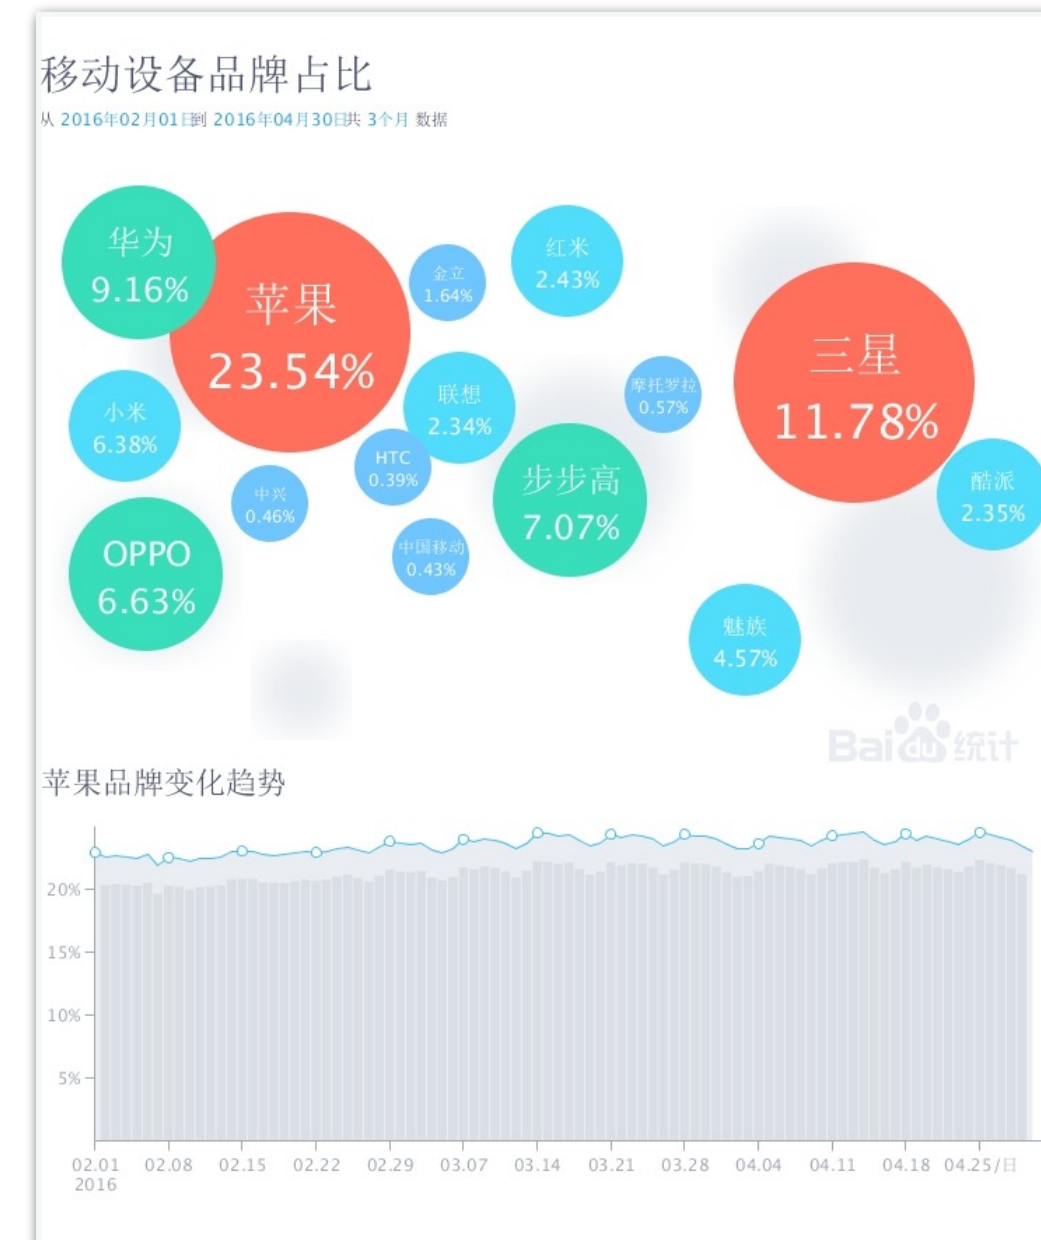 移动设备品牌占比
从 2016年02月01日到 2016年04月30日共 3个月 数据
华为
9.16%
苹果
23.54%
金立
1.64%
红米
2.43%
三星
11.78%
小米
6.38%
联想
2.34%
摩托罗拉
0.57%
HTC
0.39%
中兴
0.46%
步步高
7.07%
酷派
2.35%
OPPO
6.63%
中国移动
0.43%
魅族
4.57%
Bai du 统计
苹果品牌变化趋势
20%
15%
10%
5%
02.01 02.08 02.15 02.22 02.29 03.07 03.14 03.21 03.28 04.04 04.11 04.18 04.25/日
2016